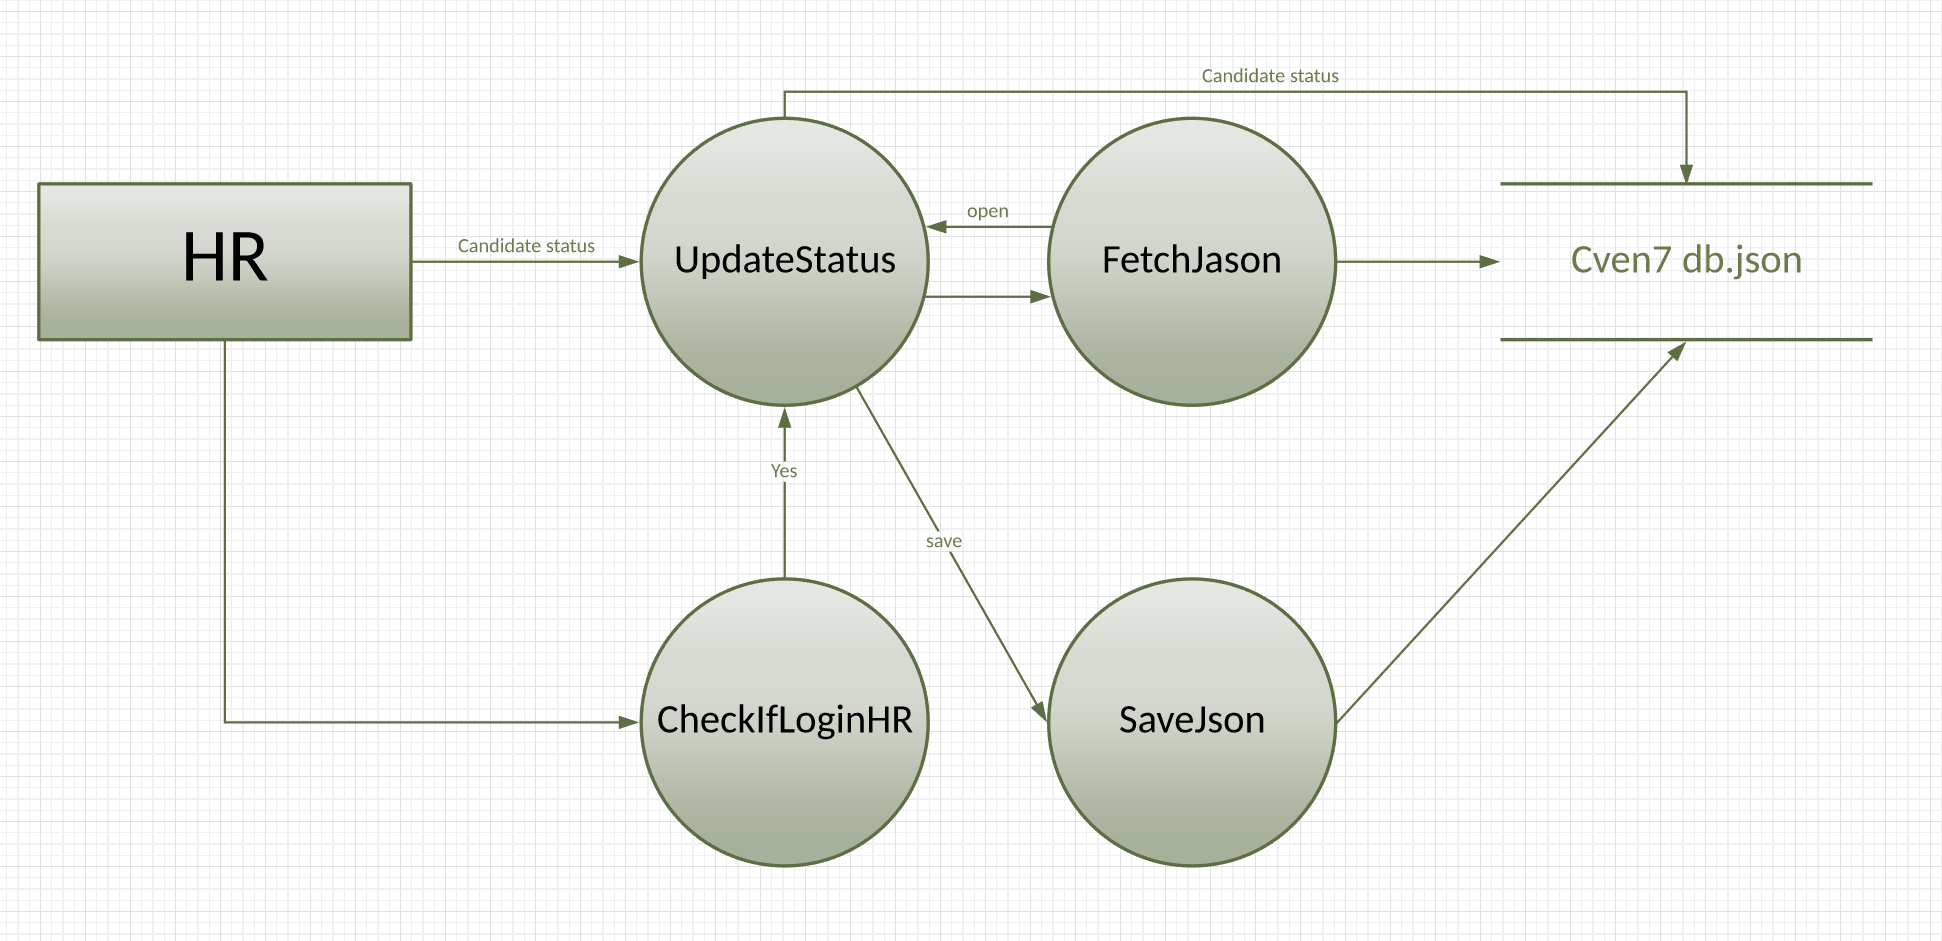 Candidate status
HR
Candidate status
UpdateStatus
open
FetchJason
Cven7 db.json
Yes
save
CheckIfLoginHR
SaveJson